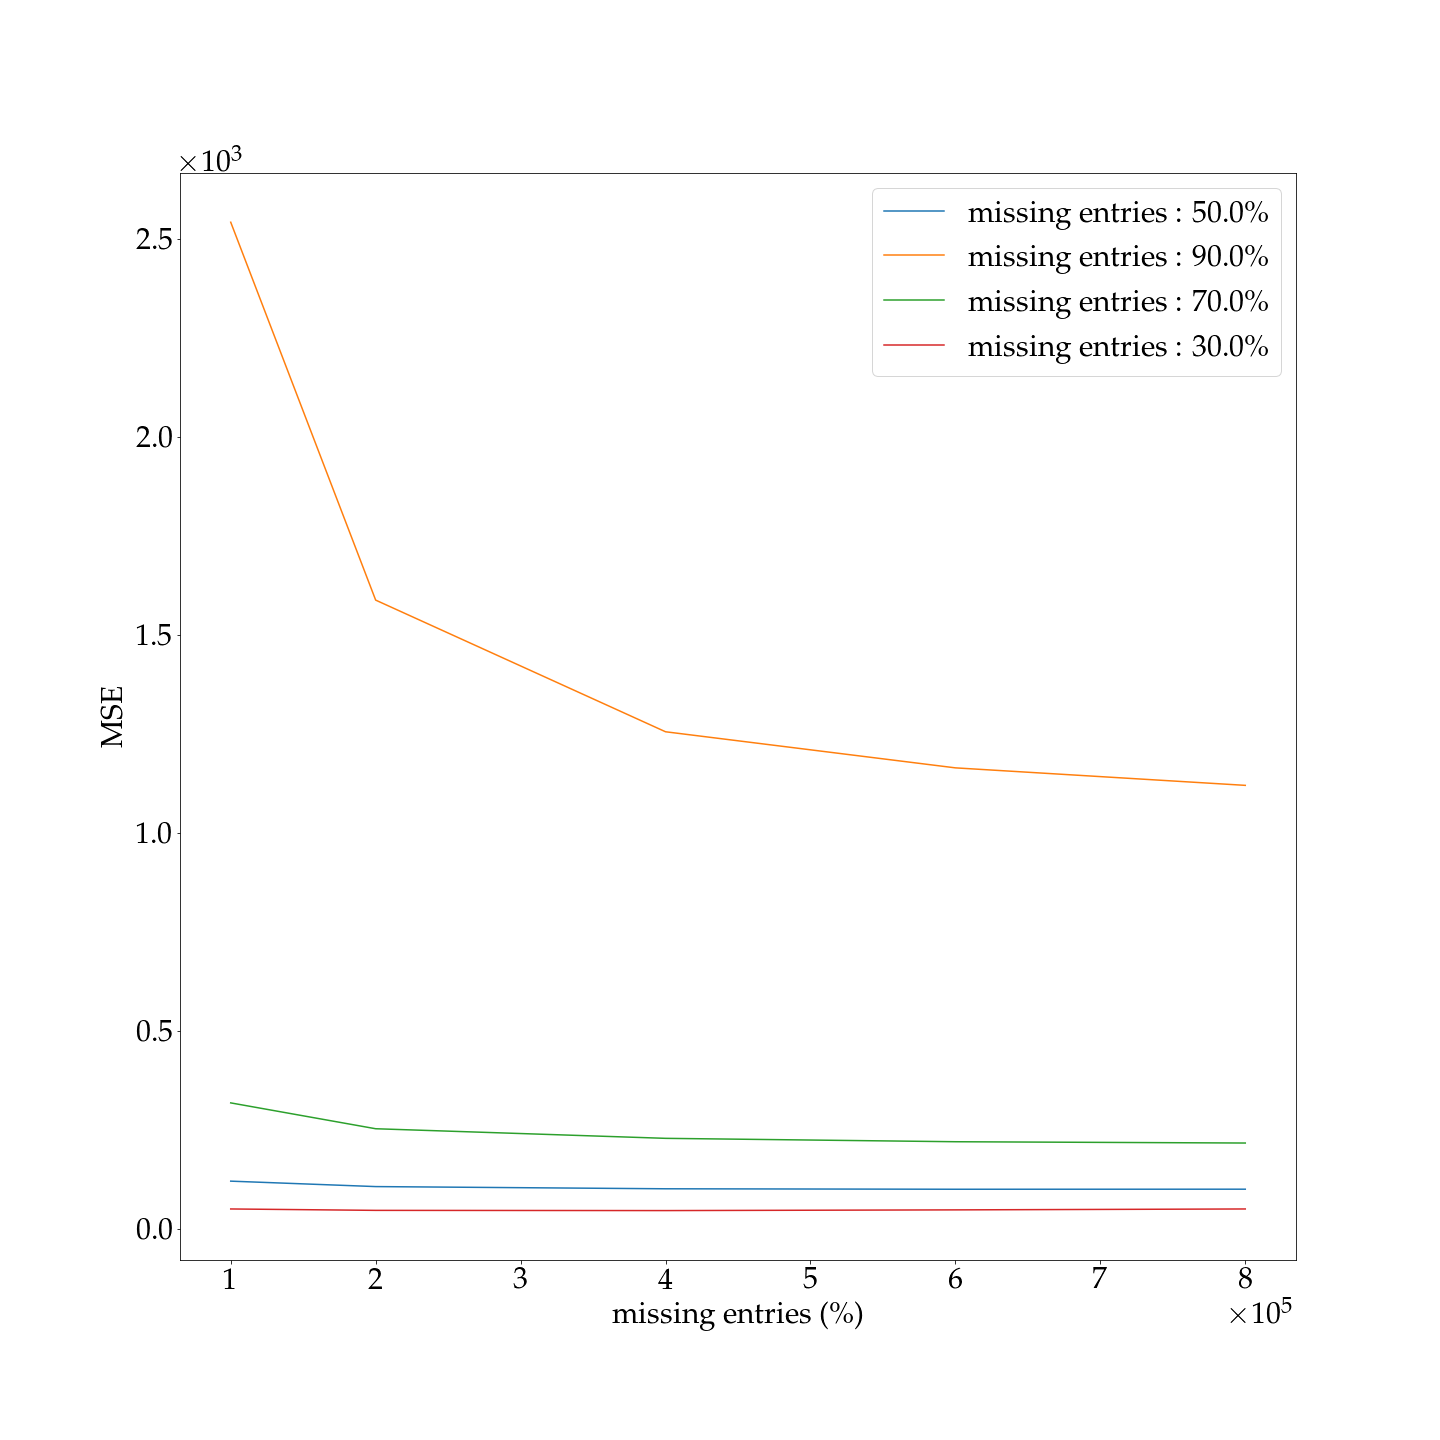 ×10³
2.5
2.0
1.5
1.0
0.5
0.0
MSE
missing entries : 50.0%
missing entries : 90.0%
missing entries : 70.0%
missing entries : 30.0%
1 2 3 4 5 6 7 8
missing entries (%)
×10⁵